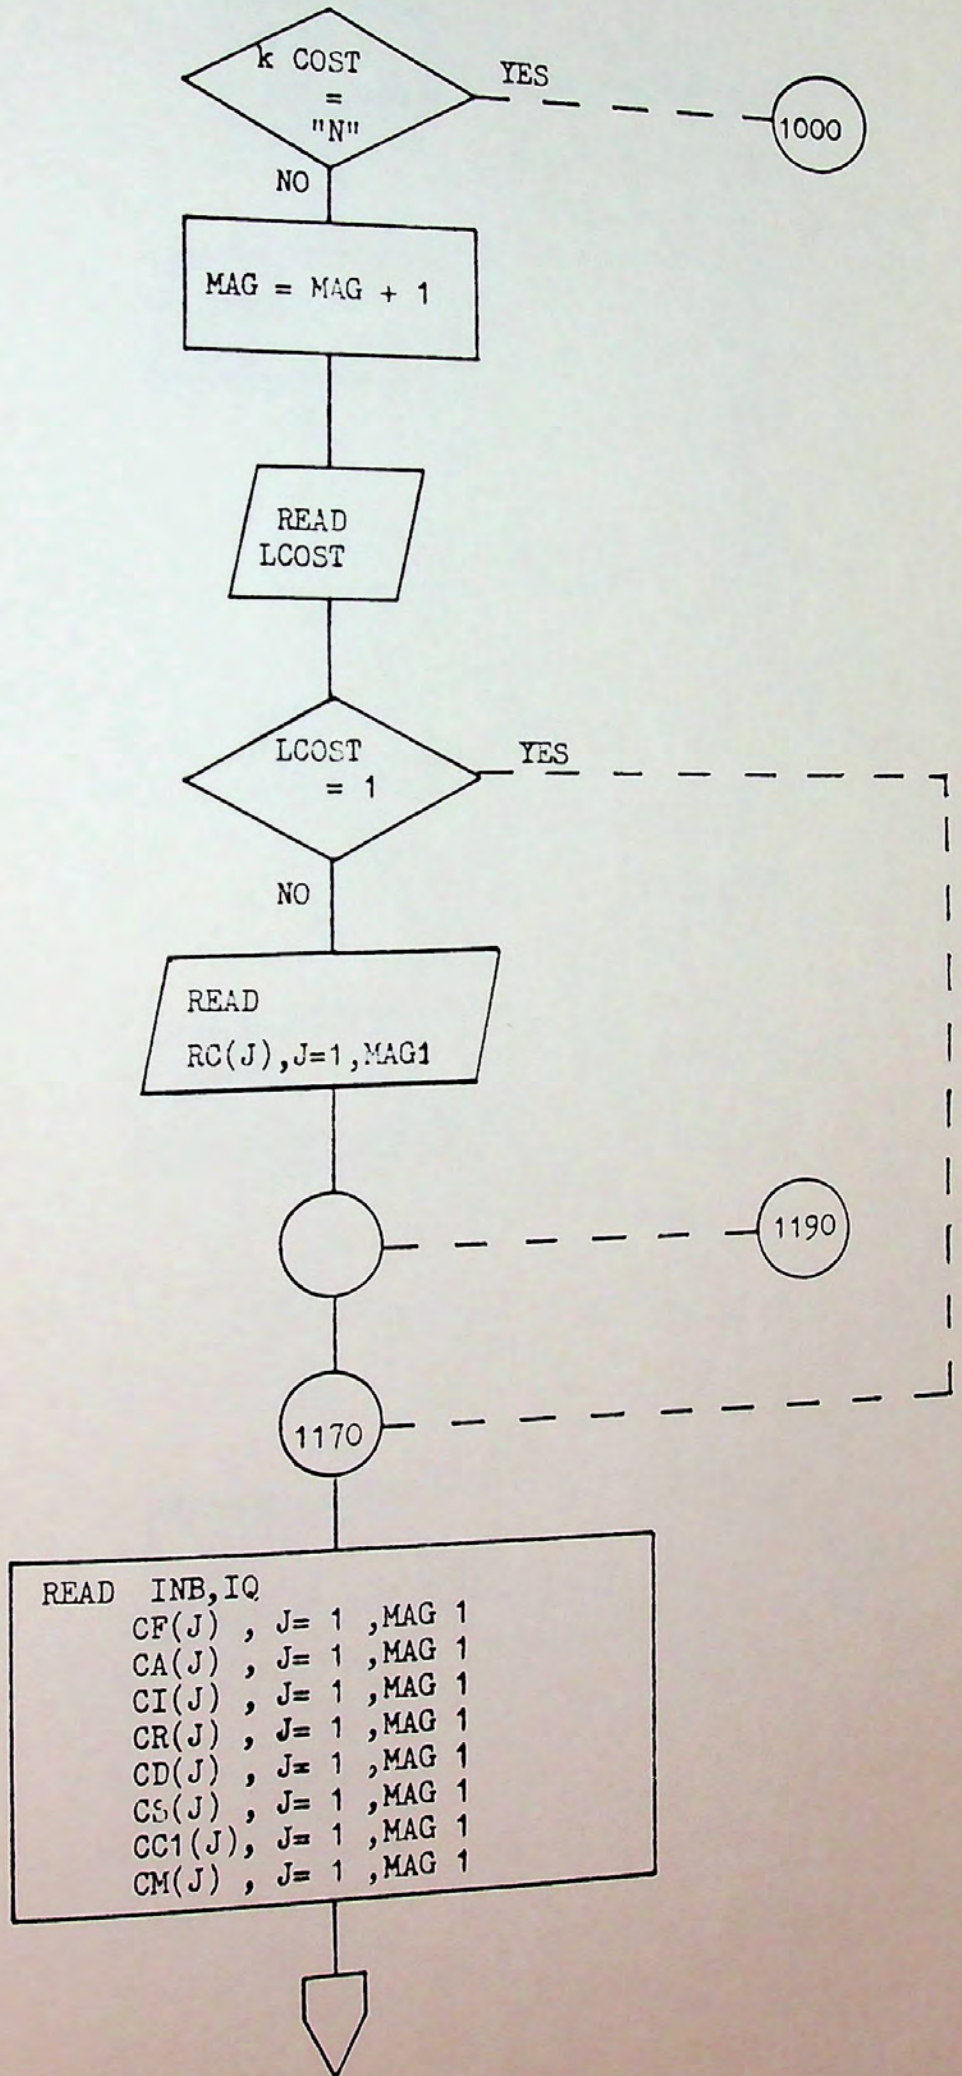 k COST
=
"N"
YES
1000
NO
MAG = MAG + 1
READ
LCOST
LCOST
= 1
YES
NO
READ
RC(J),J=1,MAG1
1190
1170
READ INB,IQ
CF(J) , J= 1 ,MAG 1
CA(J) , J= 1 ,MAG 1
CI(J) , J= 1 ,MAG 1
CR(J) , J= 1 ,MAG 1
CD(J) , J= 1 ,MAG 1
CS(J) , J= 1 ,MAG 1
CC1(J), J= 1 ,MAG 1
CM(J) , J= 1 ,MAG 1